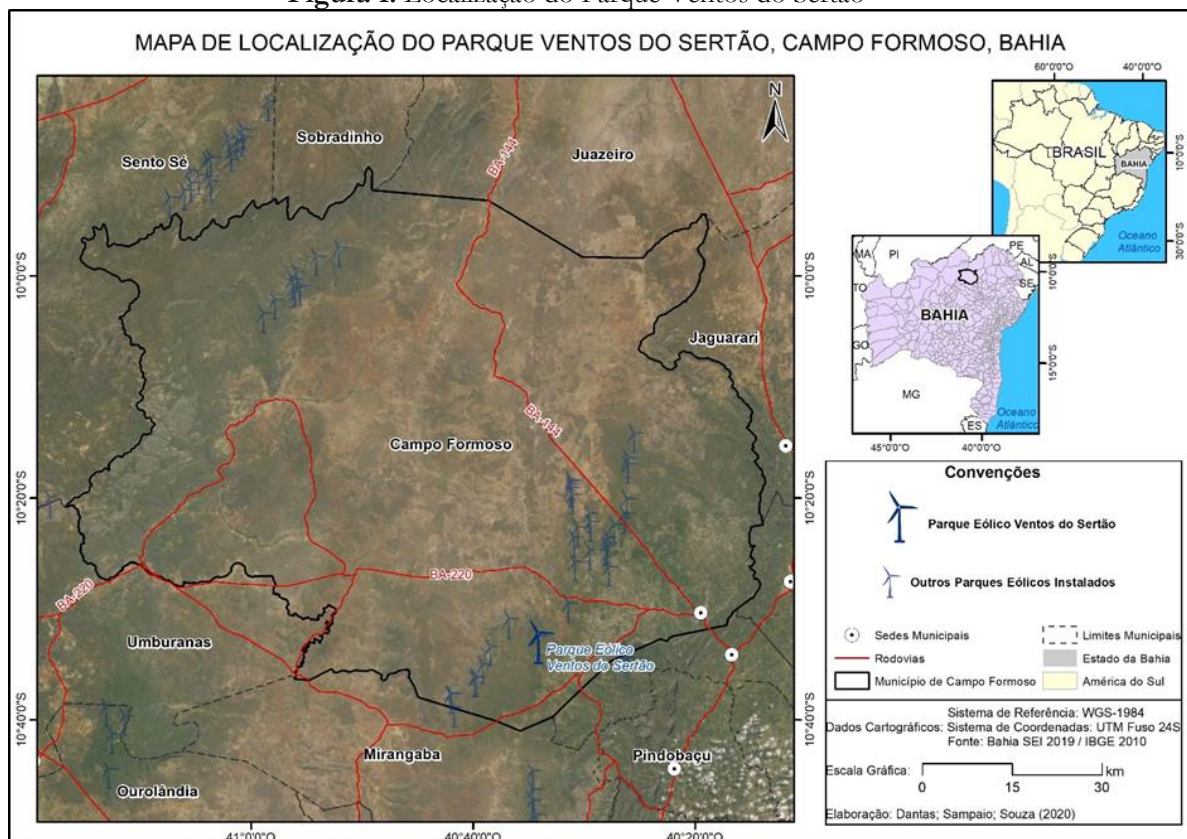 Figura 1. Localização do Parque Ventos do Sertão
MAPA DE LOCALIZAÇÃO DO PARQUE VENTOS DO SERTÃO, CAMPO FORMOSO, BAHIA
N
Sobradinho
Sento Sé
Juazeiro
BA-144
Jaguarari
Campo Formoso
BA-144
BA-220
BA-220
Umburanas
Parque Eólico
Ventos do Sertão
Mirangaba
Pindobaçu
Ourolândia
10°0'0"S
10°20'0"S
10°40'0"S
10°0'0"S
10°20'0"S
10°40'0"S
41°0'0"O
40°40'0"O
40°20'0"O
60°0'0"O
40°0'0"O
BRASIL
BAHIA
10°0'0"S
30°0'0"S
Oceano
Atlântico
MA
PI
PE
AL
SE
TO
BAHIA
GO
MG
ES
Oceano
Atlântico
10°0'0"S
15°0'0"S
45°0'0"O
40°0'0"O
Convenções
Parque Eólico Ventos do Sertão
Outros Parques Eólicos Instalados
Sedes Municipais
Limites Municipais
Rodovias
Estado da Bahia
Município de Campo Formoso
América do Sul
Sistema de Referência: WGS-1984
Dados Cartográficos: Sistema de Coordenadas: UTM Fuso 24S
Fonte: Bahia SEI 2019 / IBGE 2010
Escala Gráfica:
0 15 30 km
Elaboração: Dantas; Sampaio; Souza (2020)